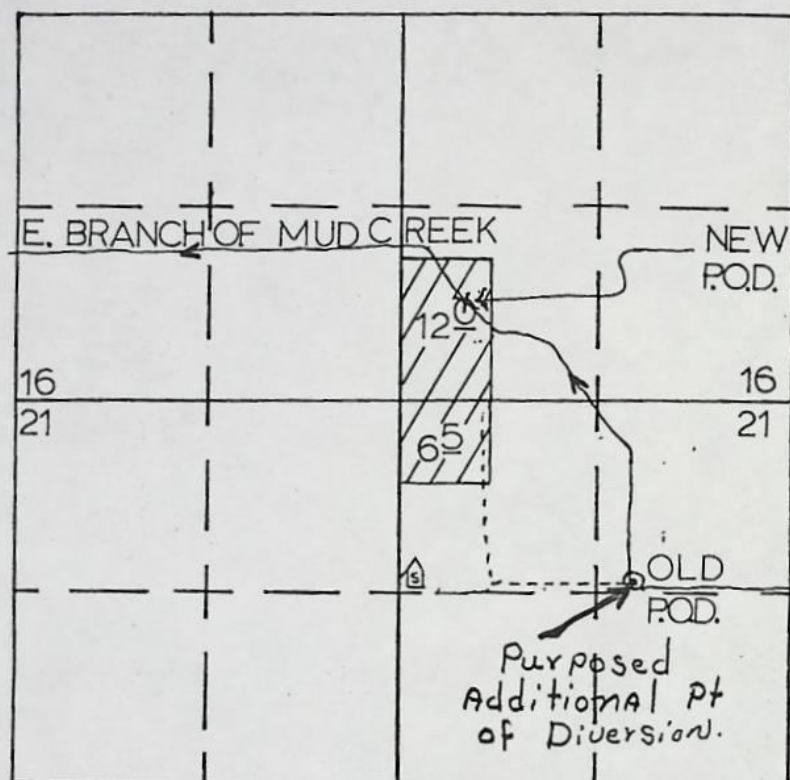 E. BRANCH OF MUD CREEK
NEW
P.O.D.
12 0
16
16
21
21
6 5
S
OLD
P.O.D.
Purposed
Additional Pt
of Diversion.